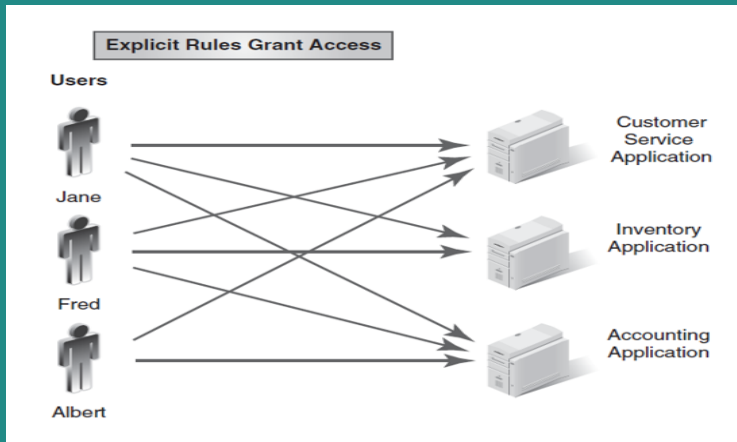 Explicit Rules Grant Access
Users
Jane
Fred
Albert
Customer
Service
Application
Inventory
Application
Accounting
Application